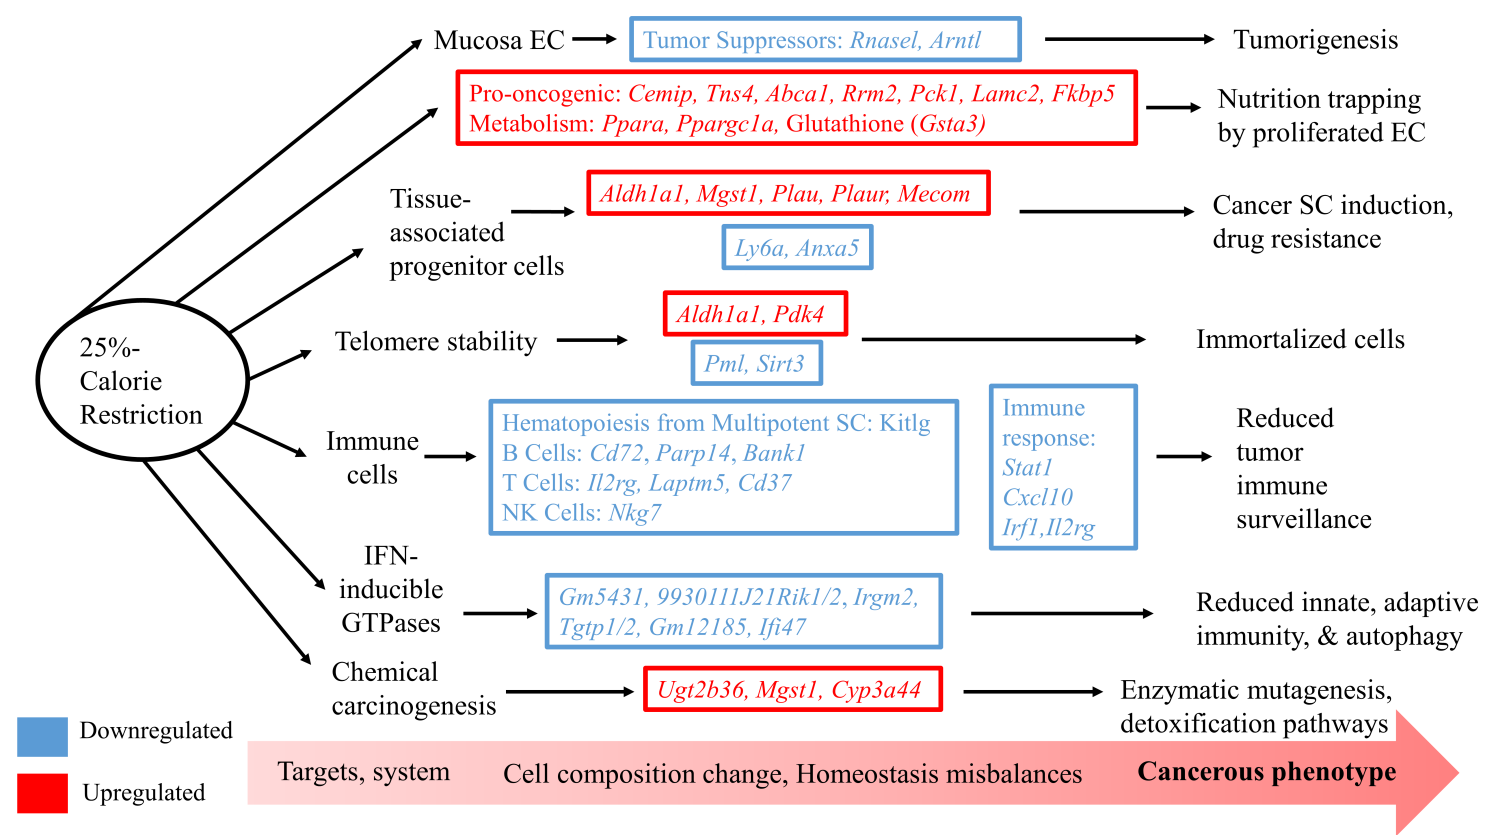 Mucosa EC
Tumor Suppressors: Rnasel, Arntl
Tumorigenesis
Pro-oncogenic: Cemip, Tns4, Abca1, Rrm2, Pck1, Lamc2, Fkbp5
Metabolism: Ppara, Ppargc1a, Glutathione (Gsta3)
Nutrition trapping
by proliferated EC
Tissue-
associated
progenitor cells
Aldh1a1, Mgst1, Plau, Plaur, Mecom
Ly6a, Anxa5
Cancer SC induction,
drug resistance
25%-
Calorie
Restriction
Telomere stability
Aldh1a1, Pdk4
Pml, Sirt3
Immortalized cells
Immune
cells
Hematopoiesis from Multipotent SC: Kitlg
B Cells: Cd72, Parp14, Bank1
T Cells: Il2rg, Laptm5, Cd37
NK Cells: Nkg7
Immune
response:
Stat1
Cxcl10
Irf1,Il2rg
Reduced
tumor
immune
surveillance
IFN-
inducible
GTPases
Gm5431, 9930111J21Rik1/2, Irgm2,
Tgtp1/2, Gm12185, Ifi47
Reduced innate, adaptive
immunity, & autophagy
Chemical
carcinogenesis
Ugt2b36, Mgst1, Cyp3a44
Enzymatic mutagenesis,
detoxification pathways
Downregulated
Upregulated
Targets, system
Cell composition change, Homeostasis misbalances
Cancerous phenotype